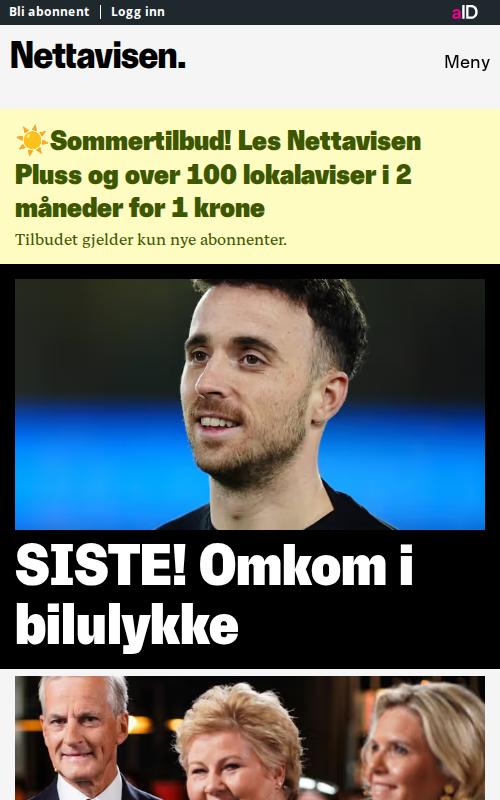 Bli abonnent | Logg inn
aID
Nettavisen.
Meny
☀️Sommertilbud! Les Nettavisen
Pluss og over 100 lokalaviser i 2
måneder for 1 krone
Tilbudet gjelder kun nye abonnenter.
SISTE! Omkom i
bilulykke